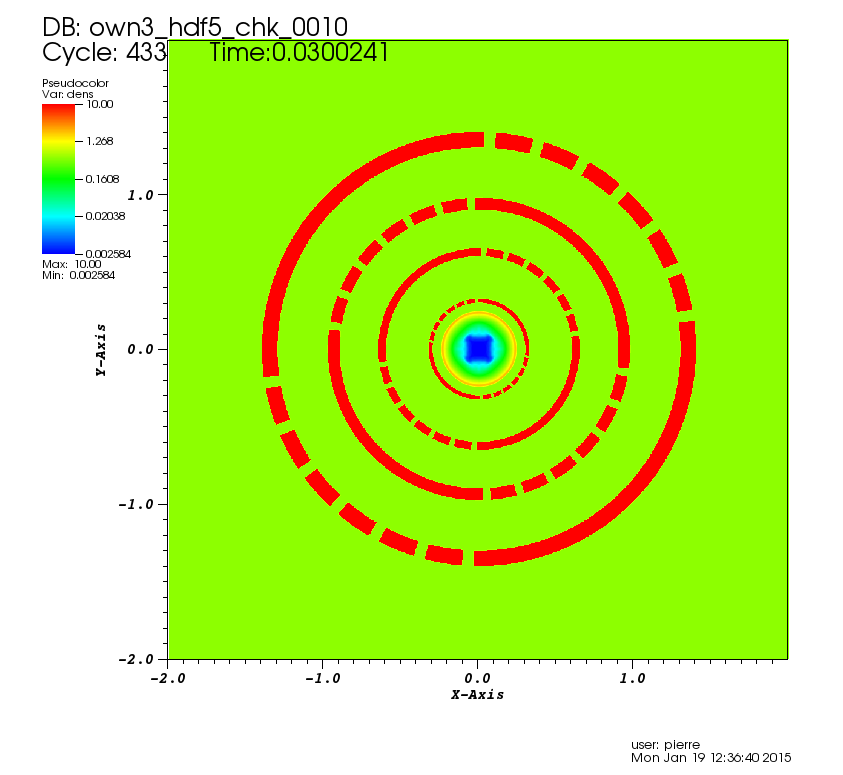 DB: own3_hdf5_chk_0010
Cycle: 433 Time:0.0300241
Pseudocolor
Var: dens
10.00
1.268
0.1608
0.02038
0.002584
Max: 10.00
Min: 0.002584
1.0
0.0
-1.0
-2.0
Y-Axis
-2.0 -1.0 0.0 1.0
X-Axis
user: pierre
Mon Jan 19 12:36:40 2015